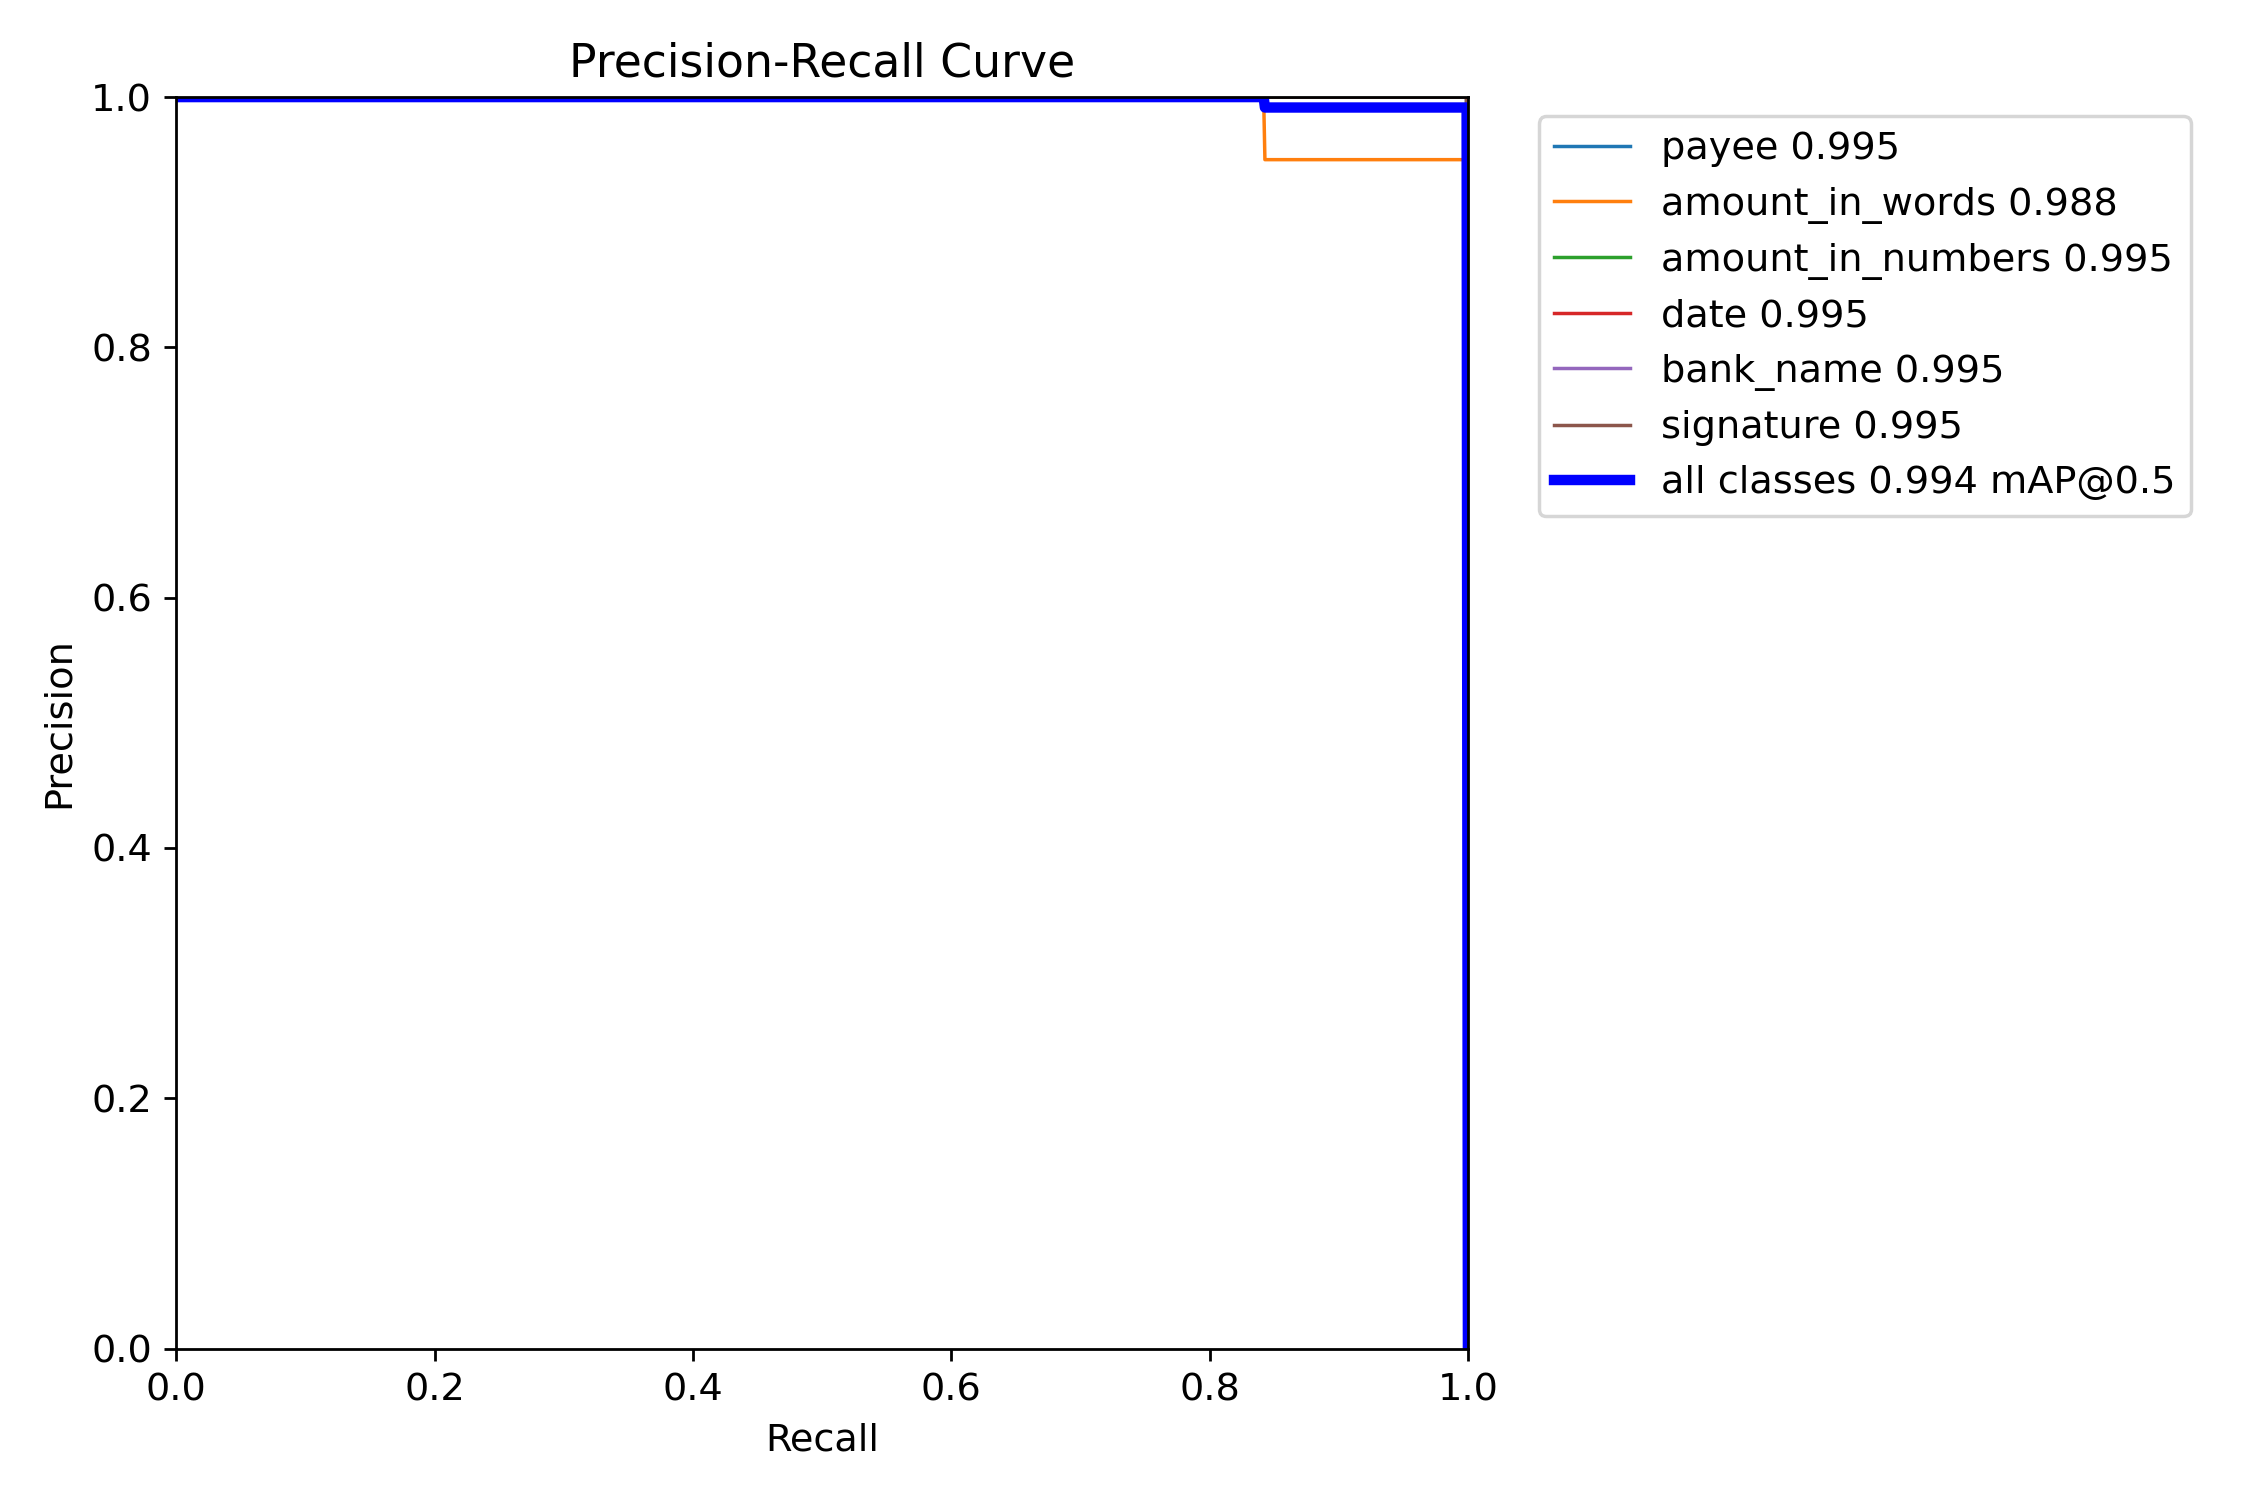 Precision-Recall Curve
1.0
0.8
0.6
0.4
0.2
0.0
Precision
0.0 0.2 0.4 0.6 0.8 1.0
Recall
payee 0.995
amount_in_words 0.988
amount_in_numbers 0.995
date 0.995
bank_name 0.995
signature 0.995
all classes 0.994 mAP@0.5